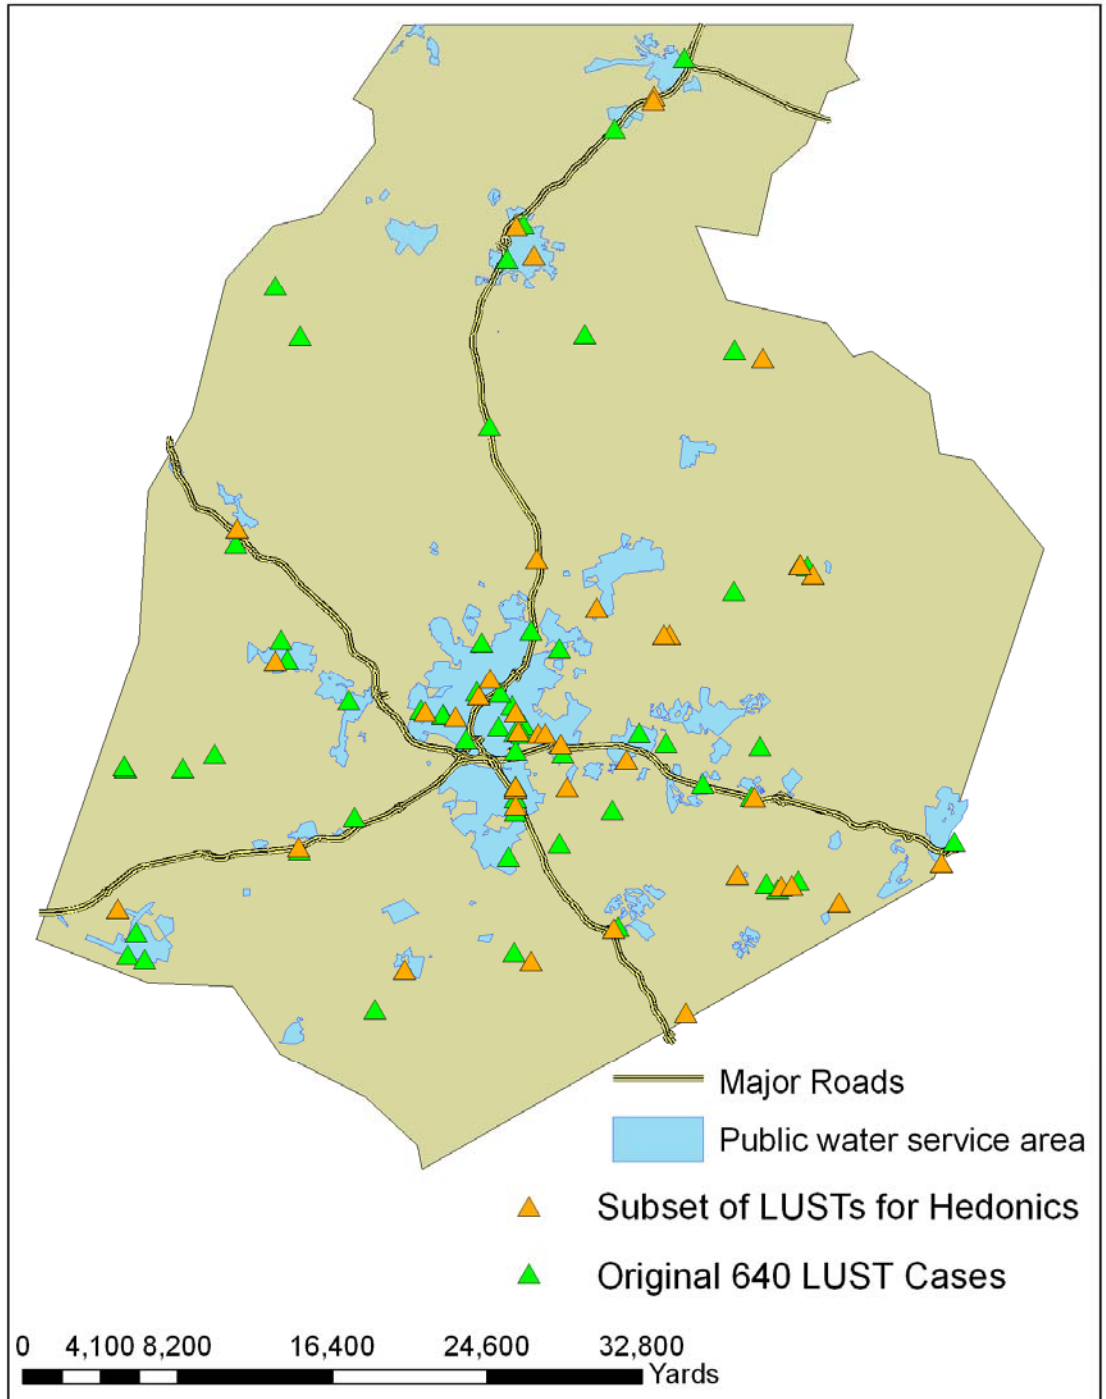 Major Roads
Public water service area
Subset of LUSTs for Hedonics
Original 640 LUST Cases
0 4,100 8,200 16,400 24,600 32,800
Yards